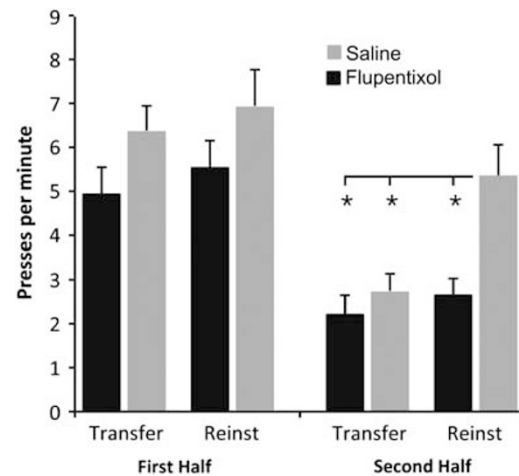 9
8
7
6
5
4
3
2
1
0
Presses per minute
Saline
Flupentixol
* * *
Transfer Reinst Transfer Reinst
First Half Second Half